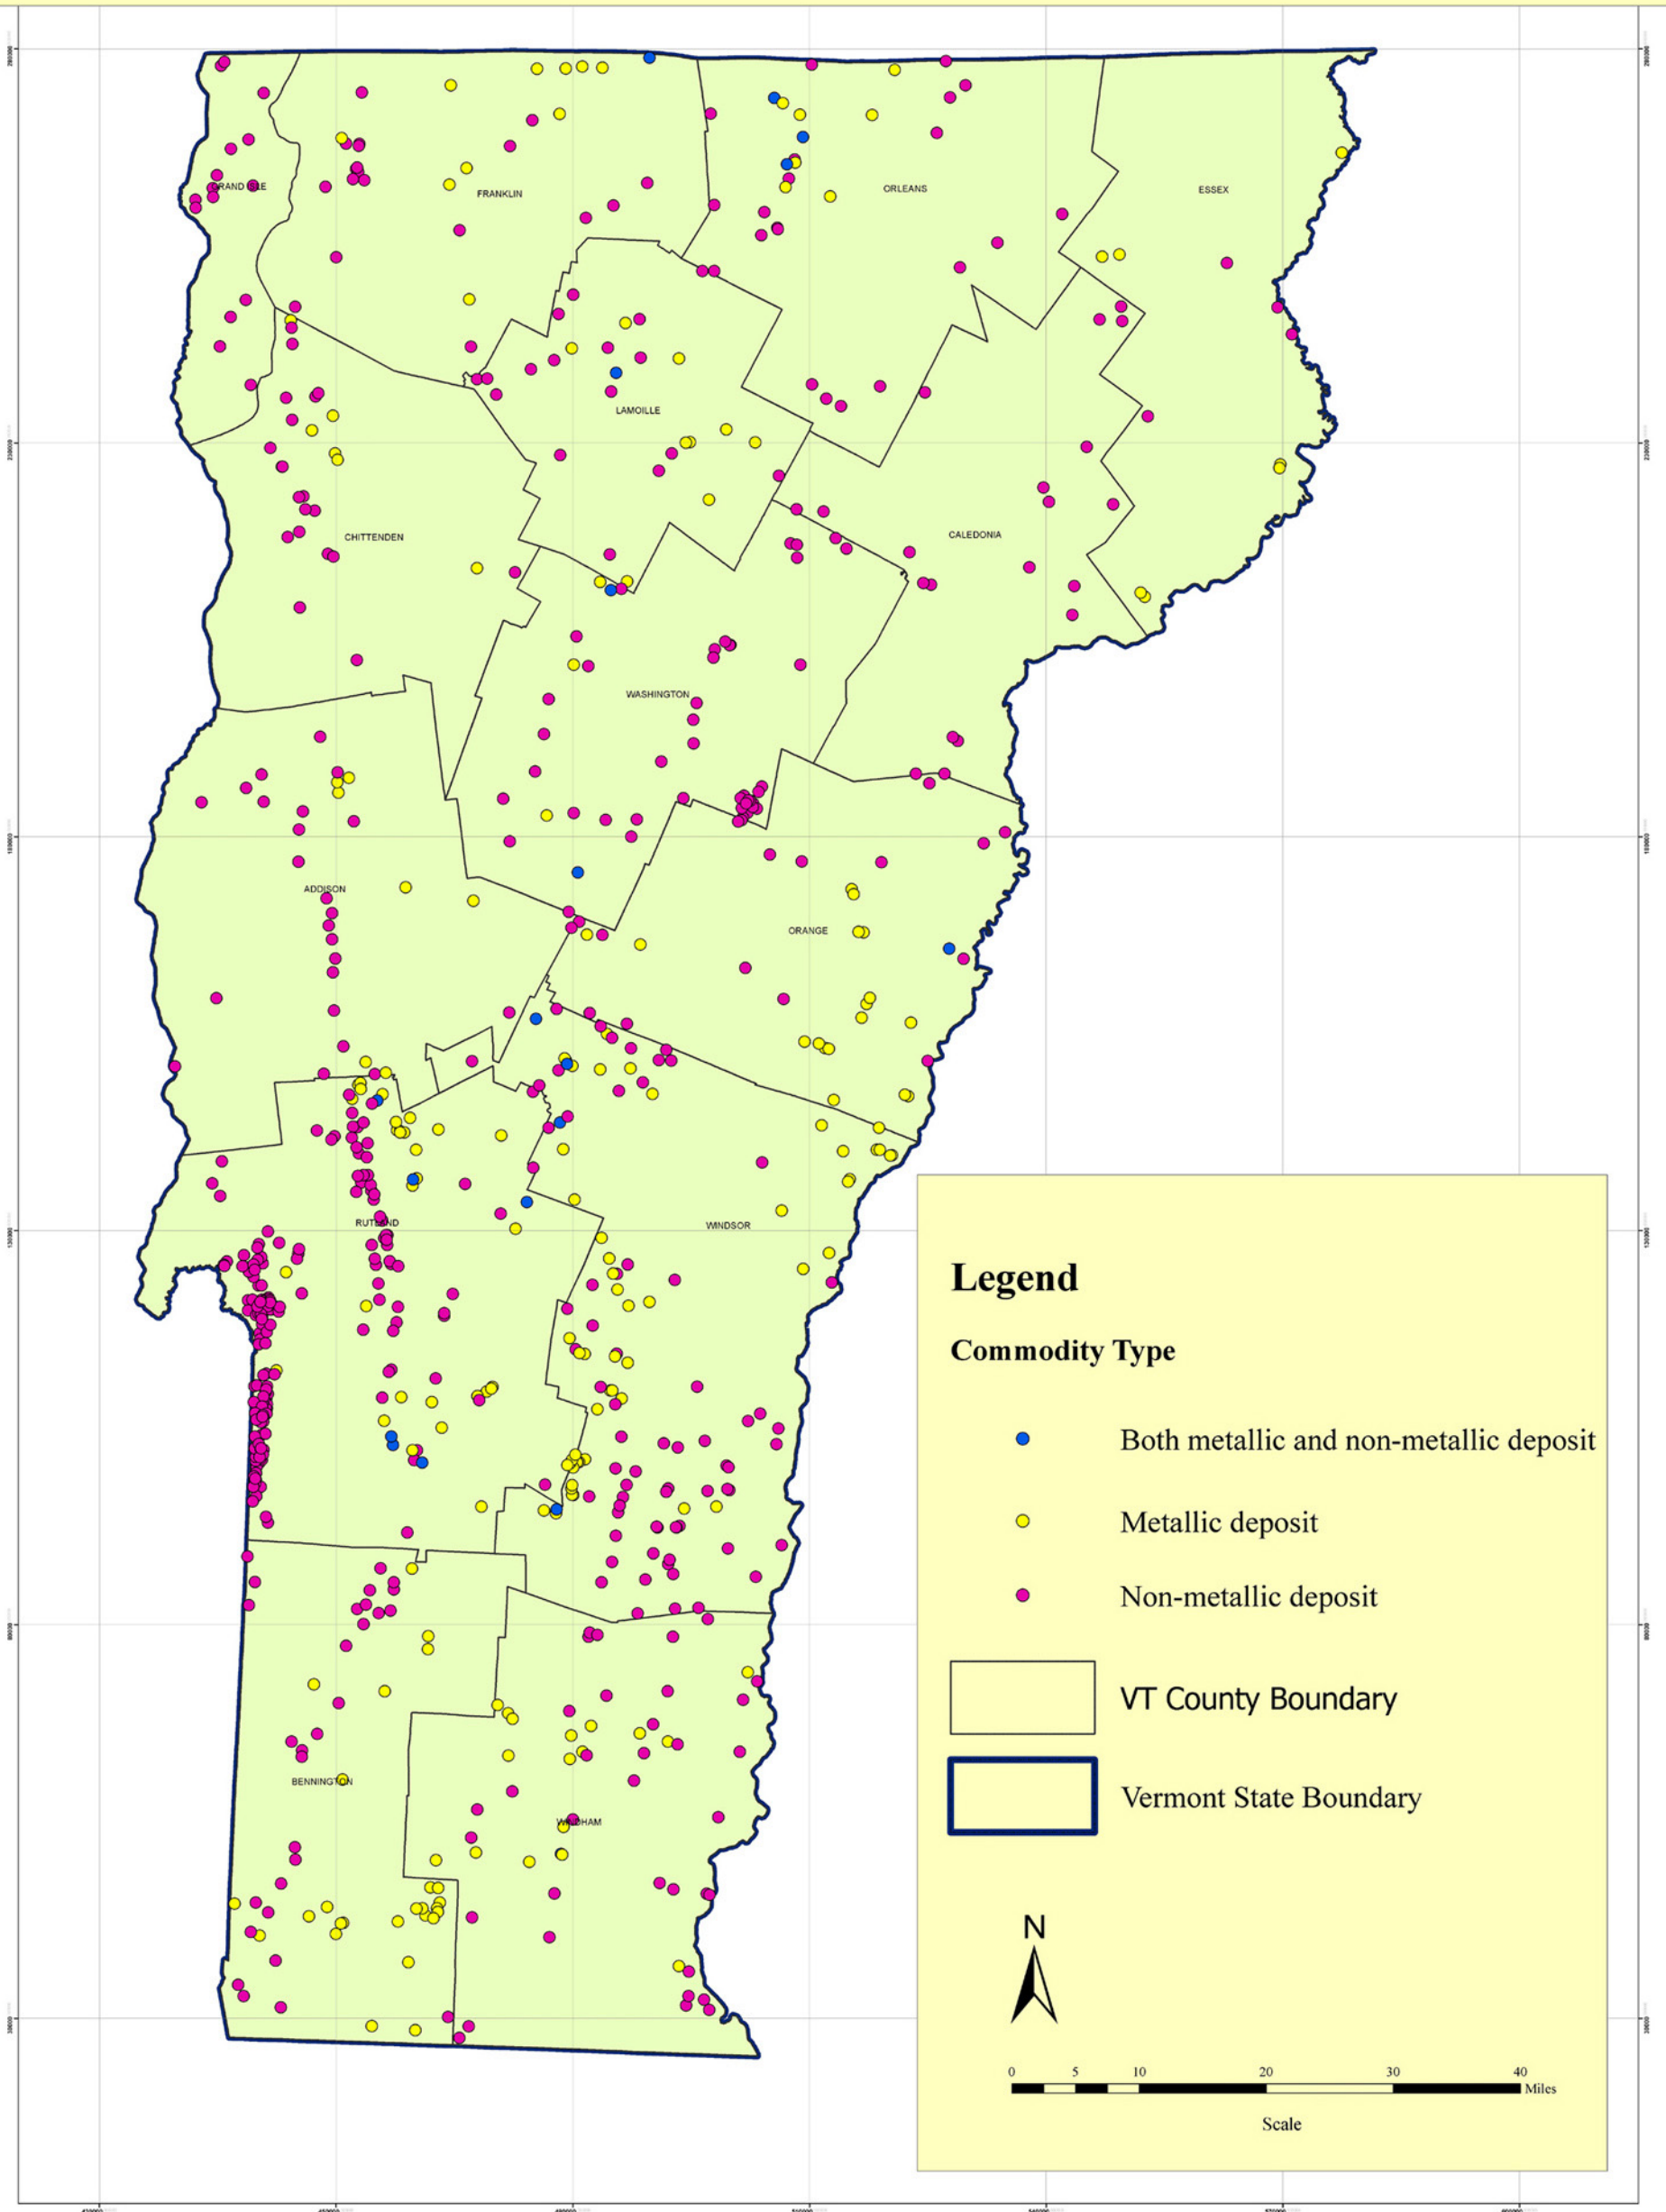 GRAND ISLE
FRANKLIN
ORLEANS
ESSEX
LAMOILLE
CHITTENDEN
CALEDONIA
WASHINGTON
ADDISON
ORANGE
RUTLAND
WINDSOR
BENNINGTON
WINDHAM
Legend
Commodity Type
Both metallic and non-metallic deposit
Metallic deposit
Non-metallic deposit
VT County Boundary
Vermont State Boundary
N
0 5 10 20 30 40
Miles
Scale